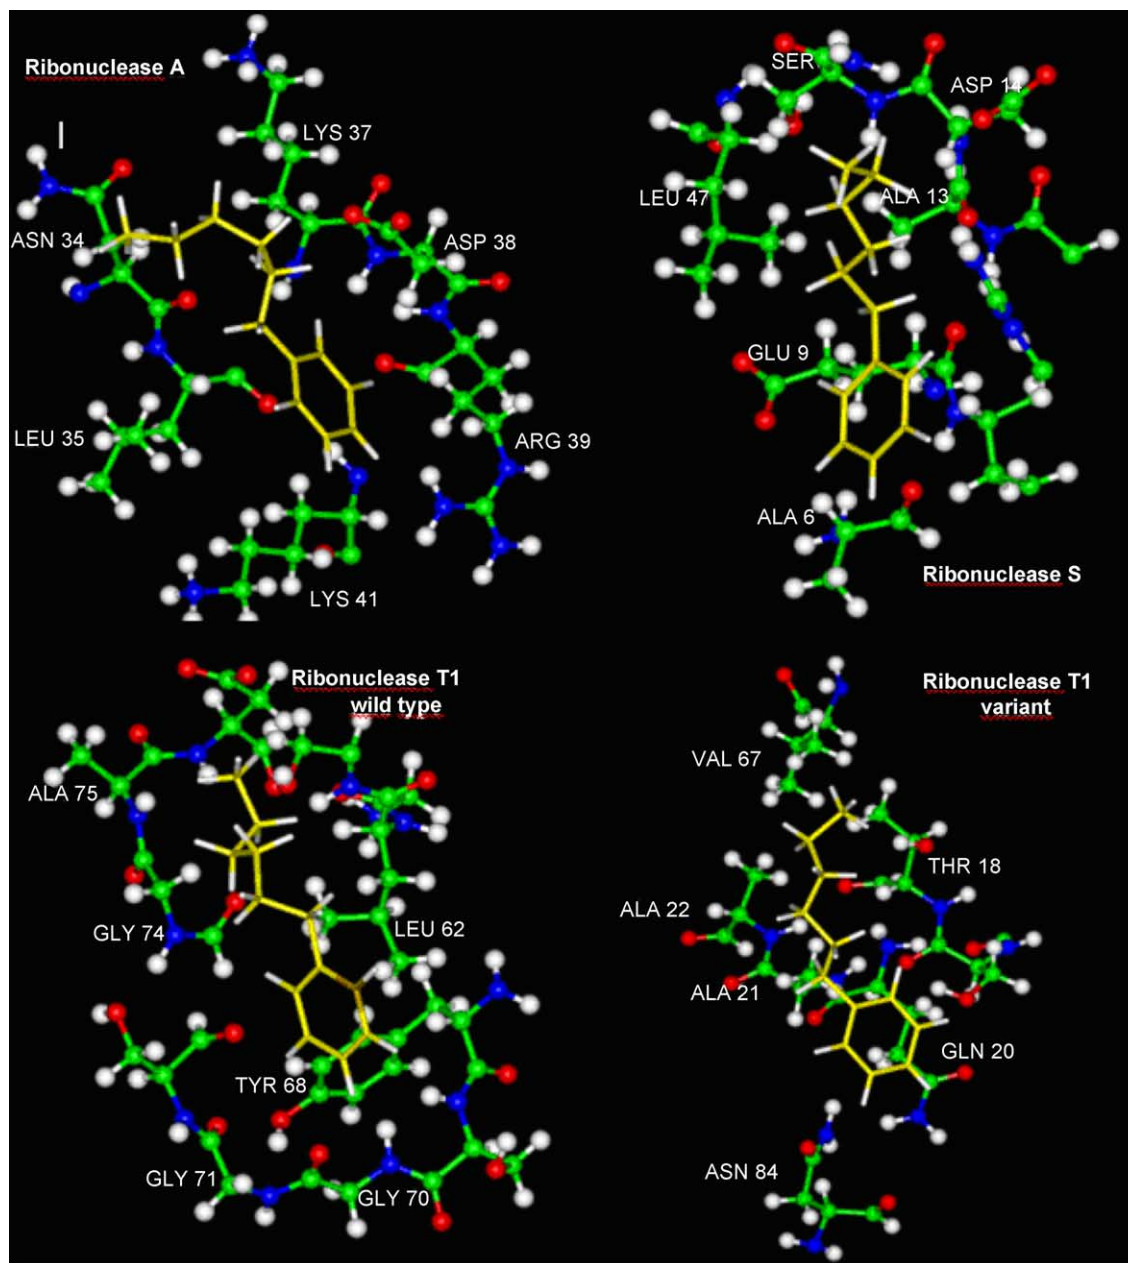 Ribonuclease A
LYS 37
ASN 34
ASP 38
LEU 35
ARG 39
LYS 41
SER
ASP 14
LEU 47
ALA 13
GLU 9
ALA 6
Ribonuclease S
Ribonuclease T1
wild type
ALA 75
LEU 62
GLY 74
TYR 68
GLY 71
GLY 70
Ribonuclease T1
variant
VAL 67
THR 18
ALA 22
ALA 21
GLN 20
ASN 84